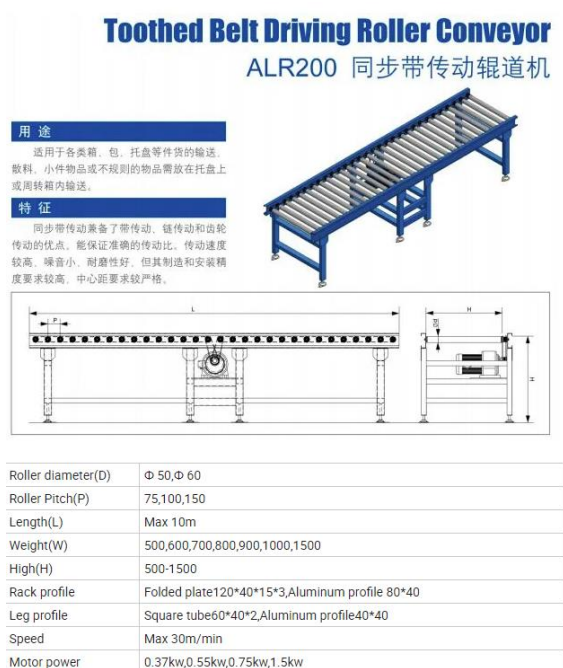 Toothed Belt Driving Roller Conveyor
ALR200 同步带传动辊道机
用 途
适用于各类箱、包、托盘等件货的输送、
散料、小件物品或不规则的物品需放在托盘上
或周转箱内输送。
特 征
同步带传动兼备了带传动、链传动和齿轮
传动的优点，能保证准确的传动比。传动速度
较高、噪音小、耐磨性好，但其制造和安装精
度要求较高、中心距要求较严格。
L
P
H
D
H
Roller diameter(D) Φ 50,Φ 60
Roller Pitch(P) 75,100,150
Length(L) Max 10m
Weight(W) 500,600,700,800,900,1000,1500
High(H) 500-1500
Rack profile Folded plate120*40*15*3,Aluminum profile 80*40
Leg profile Square tube60*40*2,Aluminum profile40*40
Speed Max 30m/min
Motor power 0.37kw,0.55kw,0.75kw,1.5kw